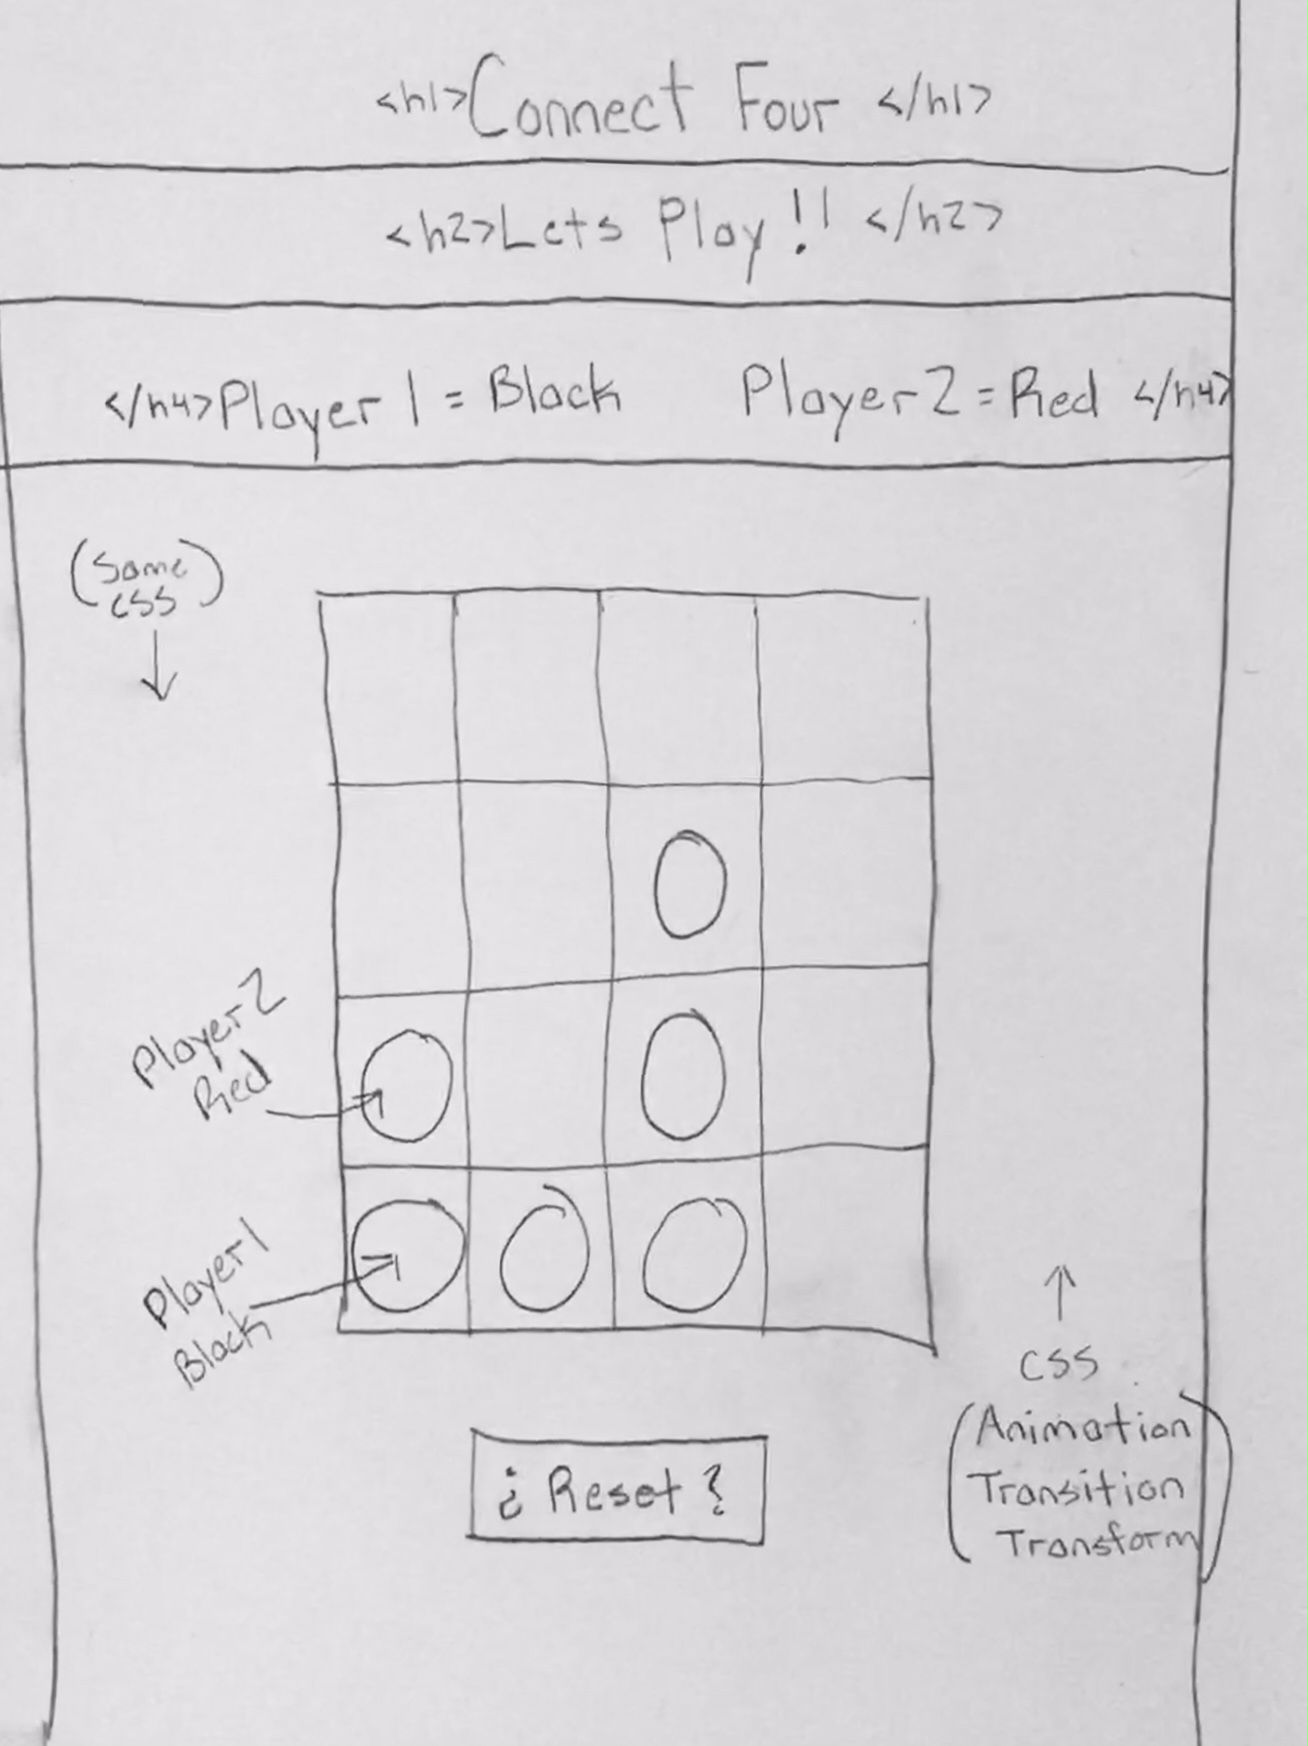 <h1>Connect Four </h1>
<h2>Lets Play!! </h2>
</h4>Player 1 = Black Player 2 = Red </h4>
(Same
CSS)
Player 2
Red
Player 1
Black
CSS
(Animation
Transition
Transform)
¿ Reset ?